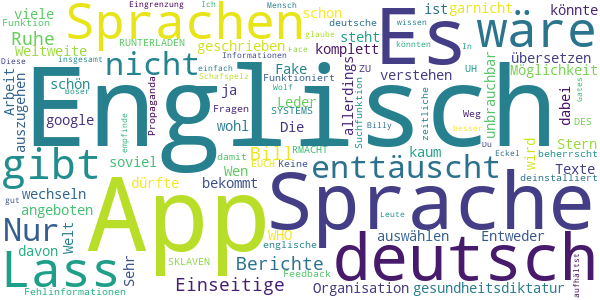 viele Sprachen Eingrenzung Ich Mensch Es ist garnicht
Funktion Weltweite Ruhe RUNTERLADEN schon glaube wissen wäre könnte
Diese insgesamt geschrieben deutsche steht In könnten übersetzen
auszugehen Arbeit Böser einfach Fake Face Informationen komplett ZU verstehen UH Möglichkeit
schön gibt nicht Funktioniert Schafspelz Wolf allerdings Suchfunktion zeitliche unbrauchbar dabei
google Englisch Propaganda ja Fragen Leder SYSTEMS Billy Weg DES Gates
gut empfinde wohl Die besser Du Stern
Bill RMACHT kaum Eckel wird beherrscht
App soviel EUCH Keine enttäuscht Texte
Wen damit bekommt deinstalliert
dürfte wechseln Sprache
Nur angeboten Welt WHO englische Leute auswählen Entweder
davon Sehr SKLAVEN Berichte Feedback deutsch aufhältst
Lass Einseitige Organisation gesundheitsdiktatur
Fehlinformationen